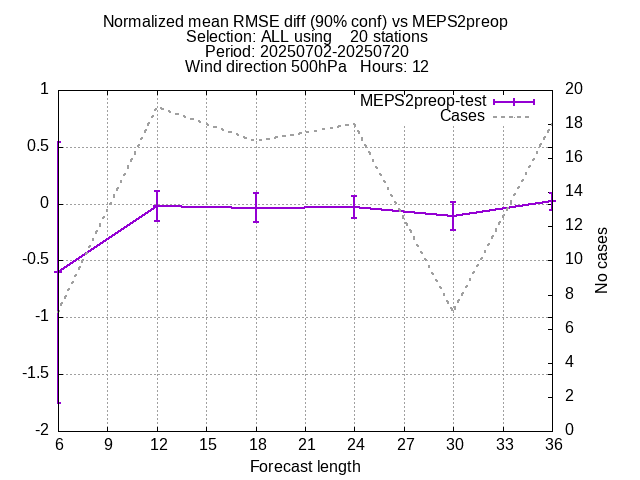 Normalized mean RMSE diff (90% conf) vs MEPS2preop
Selection: ALL using    20 stations
Period: 20250702-20250720
Wind direction 500hPa   Hours: 12
MEPS2preop-test
Cases
1
0.5
0
-0.5
-1
-1.5
-2
20
18
16
14
12
10
8
6
4
2
0
No cases
6 9 12 15 18 21 24 27 30 33 36
Forecast length